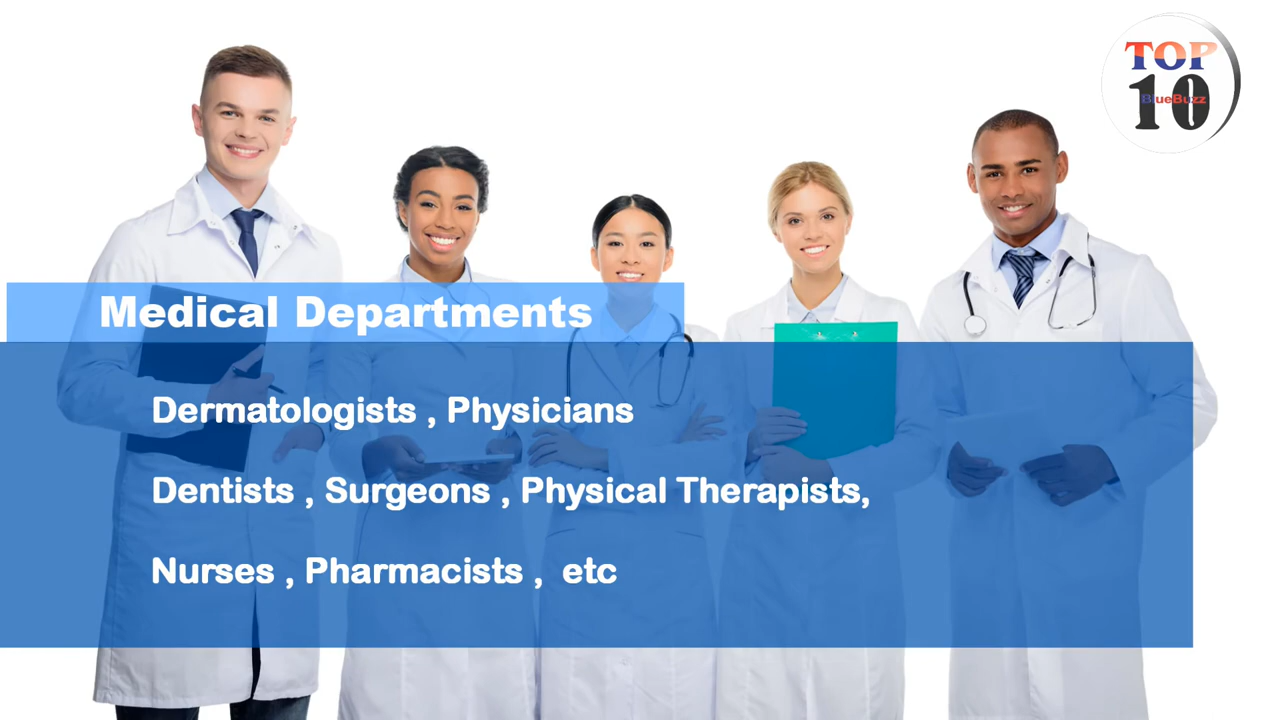 TOP
10
BlueBuzz
Medical Departments
Dermatologists , Physicians
Dentists , Surgeons , Physical Therapists,
Nurses , Pharmacists , etc